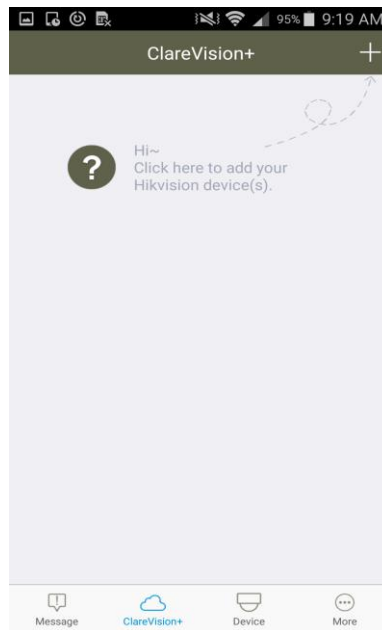 95% 9:19 AM
ClareVision+
Hi~
Click here to add your
Hikvision device(s).
Message ClareVision+ Device More